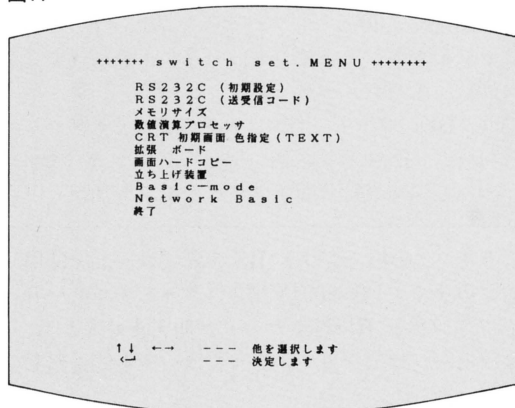 +++++++ switch set.MENU ++++++++
RS232C (初期設定)
RS232C (送受信コード)
メモリサイズ
数値演算プロセッサ
CRT 初期画面 色指定(TEXT)
拡張 ボード
画面ハードコピー
立ち上げ装置
Basic-mode
Network Basic
終了
↑↓ ←→ --- 他を選択します
↵ --- 決定します